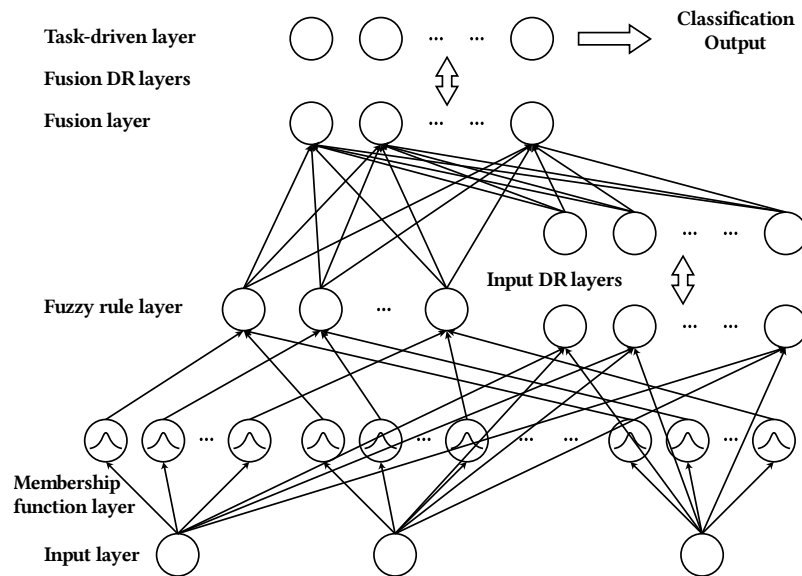 Task-driven layer
... ...
Classification
Output
Fusion DR layers
Fusion layer
... ...
... ...
Input DR layers
Fuzzy rule layer
...
... ...
...
...
... ...
...
Membership
function layer
Input layer